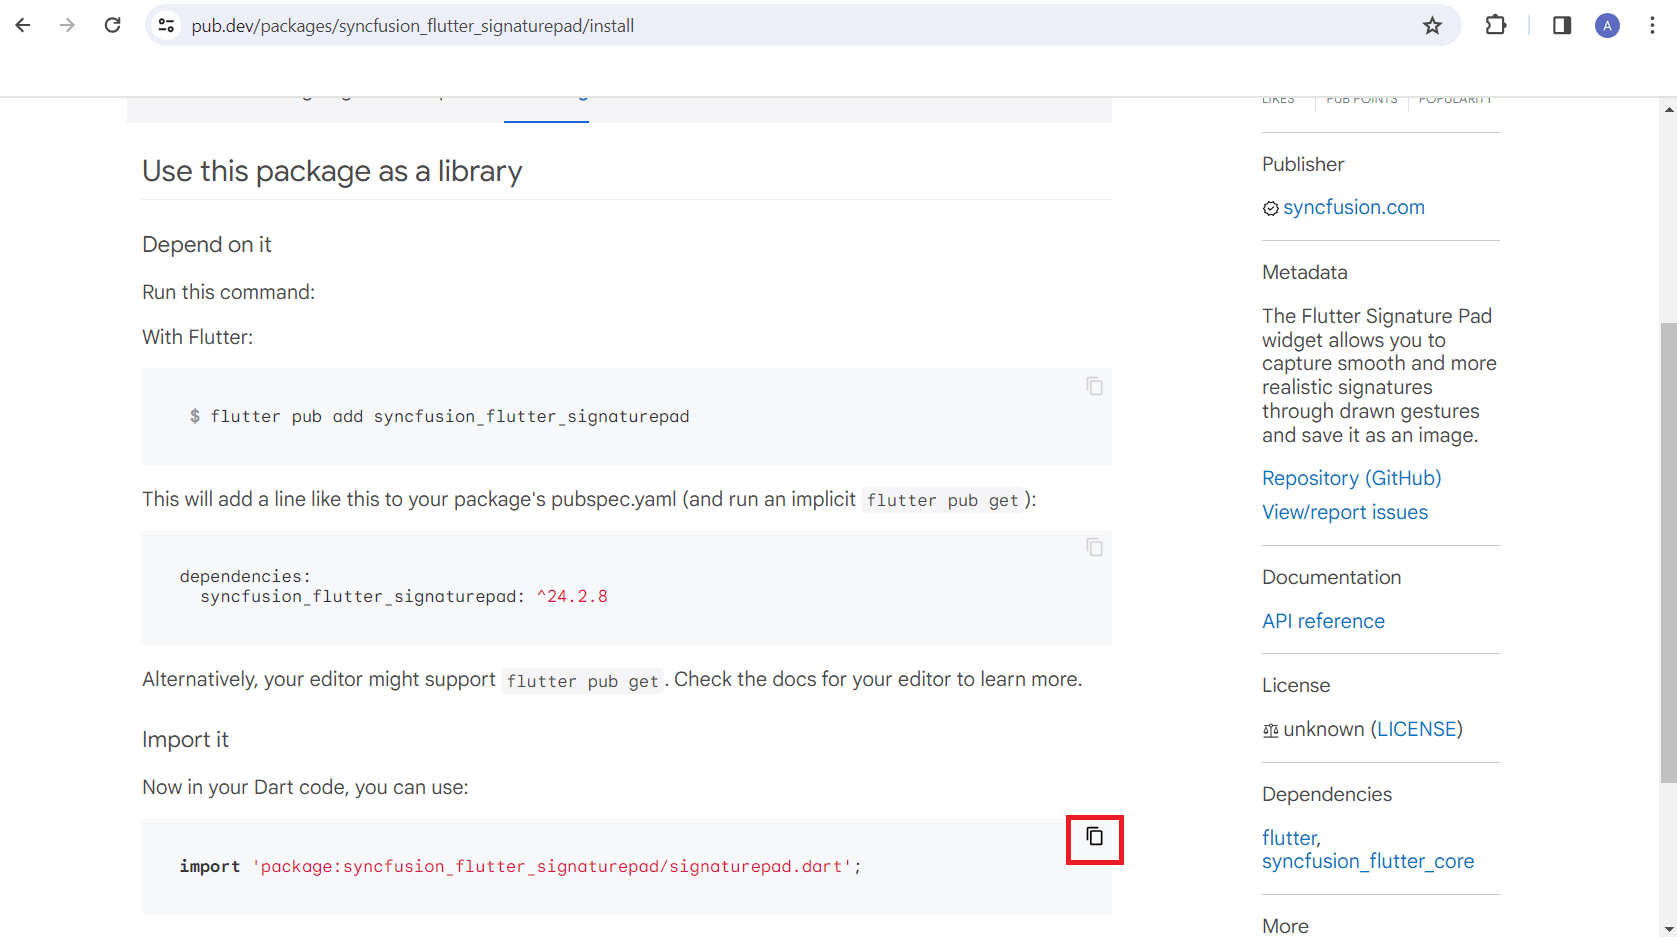 pub.dev/packages/syncfusion_flutter_signaturepad/install
A
LIKES PUB POINTS POPULARITY
Use this package as a library
Depend on it
Run this command:
With Flutter:
$ flutter pub add syncfusion_flutter_signaturepad
This will add a line like this to your package's pubspec.yaml (and run an implicit flutter pub get ):
dependencies:
  syncfusion_flutter_signaturepad: ^24.2.8
Alternatively, your editor might support flutter pub get. Check the docs for your editor to learn more.
Import it
Now in your Dart code, you can use:
import 'package:syncfusion_flutter_signaturepad/signaturepad.dart';
Publisher
syncfusion.com
Metadata
The Flutter Signature Pad
widget allows you to
capture smooth and more
realistic signatures
through drawn gestures
and save it as an image.
Repository (GitHub)
View/report issues
Documentation
API reference
License
unknown (LICENSE)
Dependencies
flutter,
syncfusion_flutter_core
More